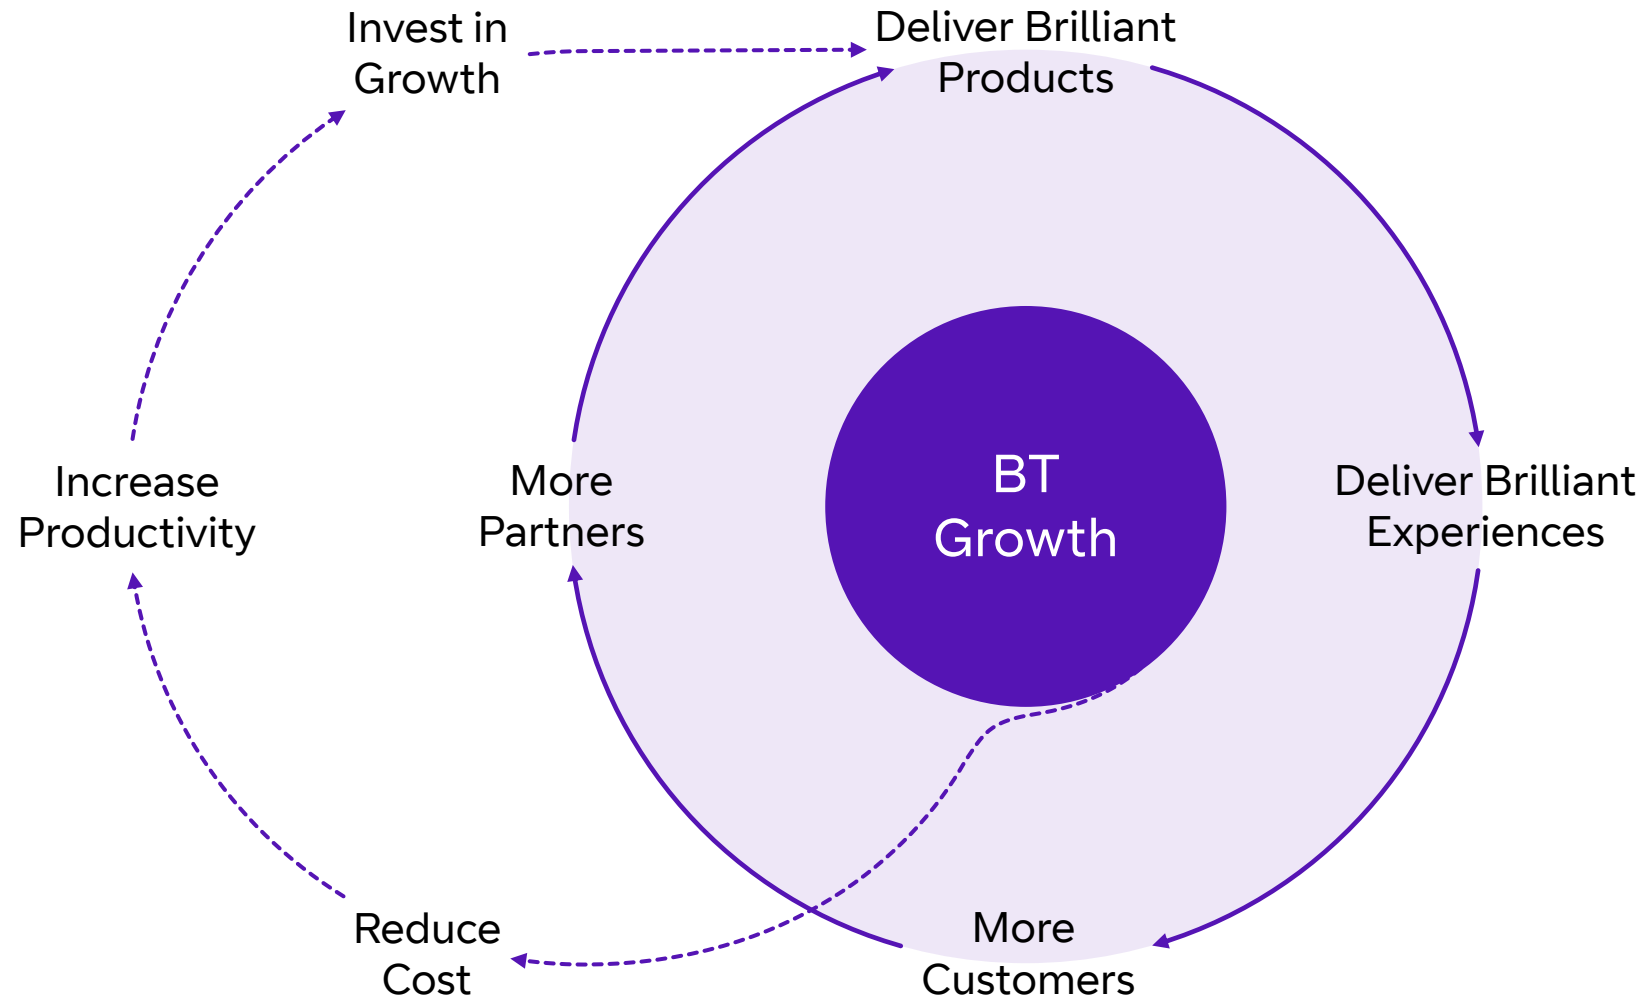 Invest in
Growth
Deliver Brilliant
Products
Increase
Productivity
More
Partners
BT
Growth
Deliver Brilliant
Experiences
Reduce
Cost
More
Customers